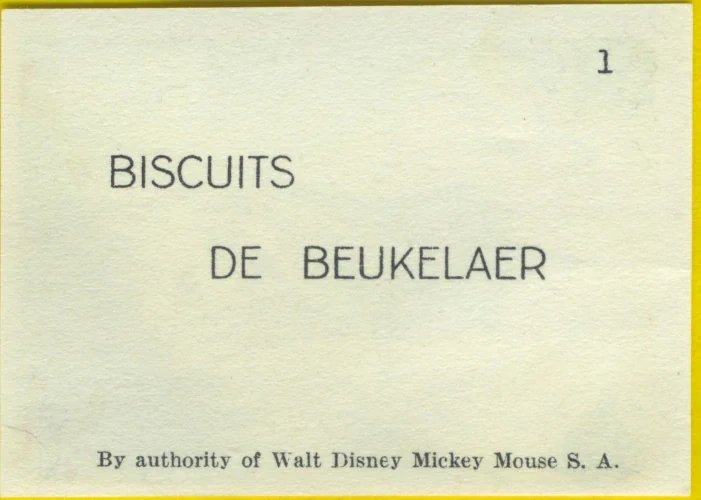 1
BISCUITS
DE BEUKELAER
By authority of Walt Disney Mickey Mouse S. A.